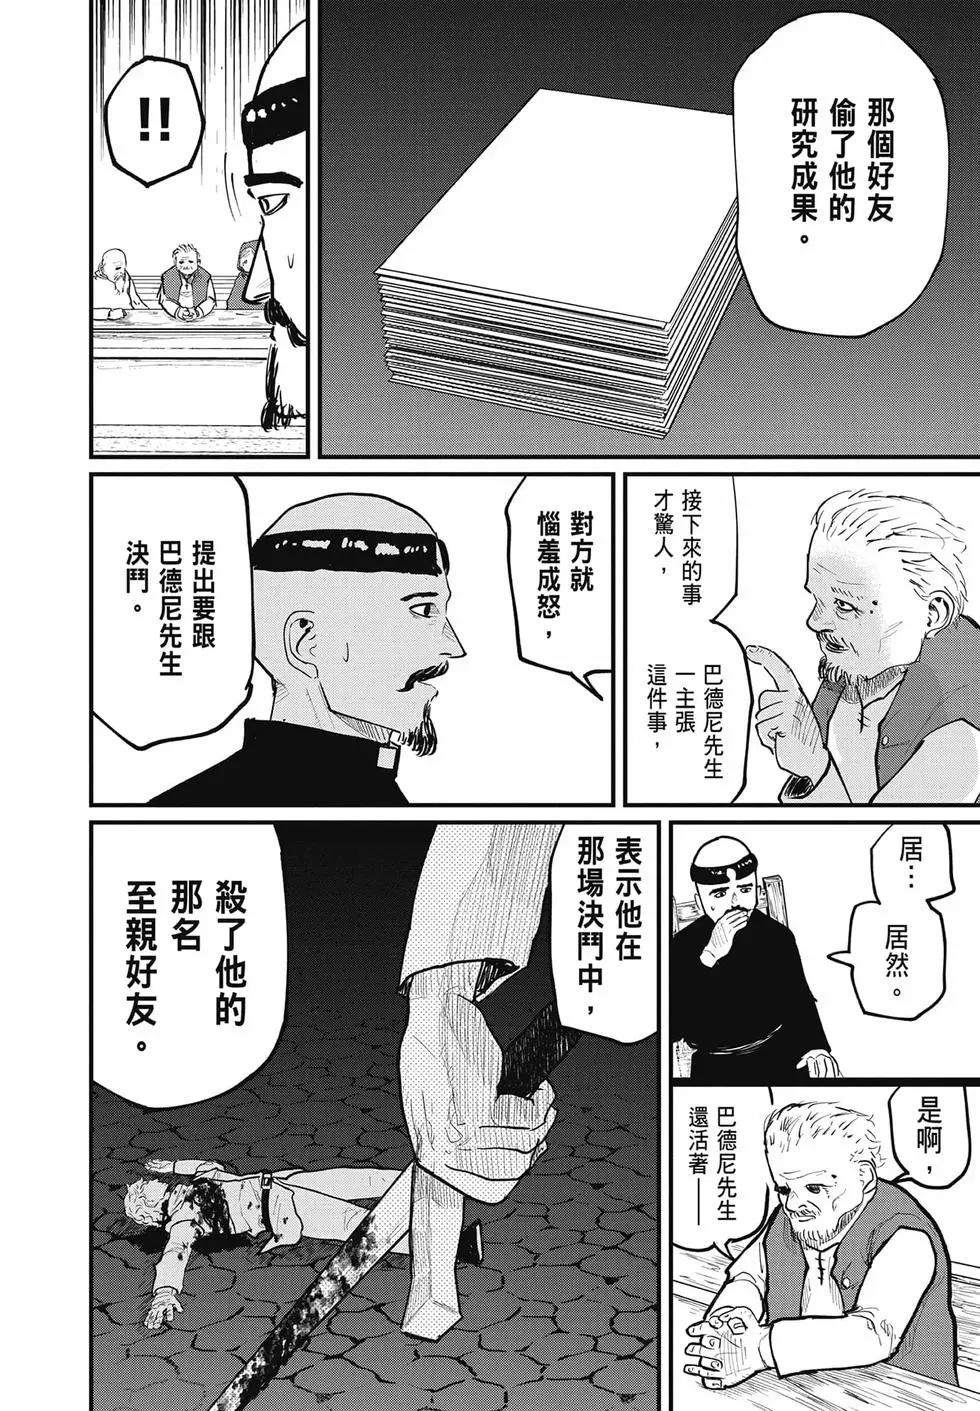 那個好友
偷了他的
研究成果。
!!
接下來的事
才驚人，
巴德尼先生
一主張
這件事，
對方就
惱羞成怒，
提出要跟
巴德尼先生
決鬥。
居…
居然。
是啊，
巴德尼先生
還活著——
表示他在
那場決鬥中，
殺了他的
那名
至親好友。